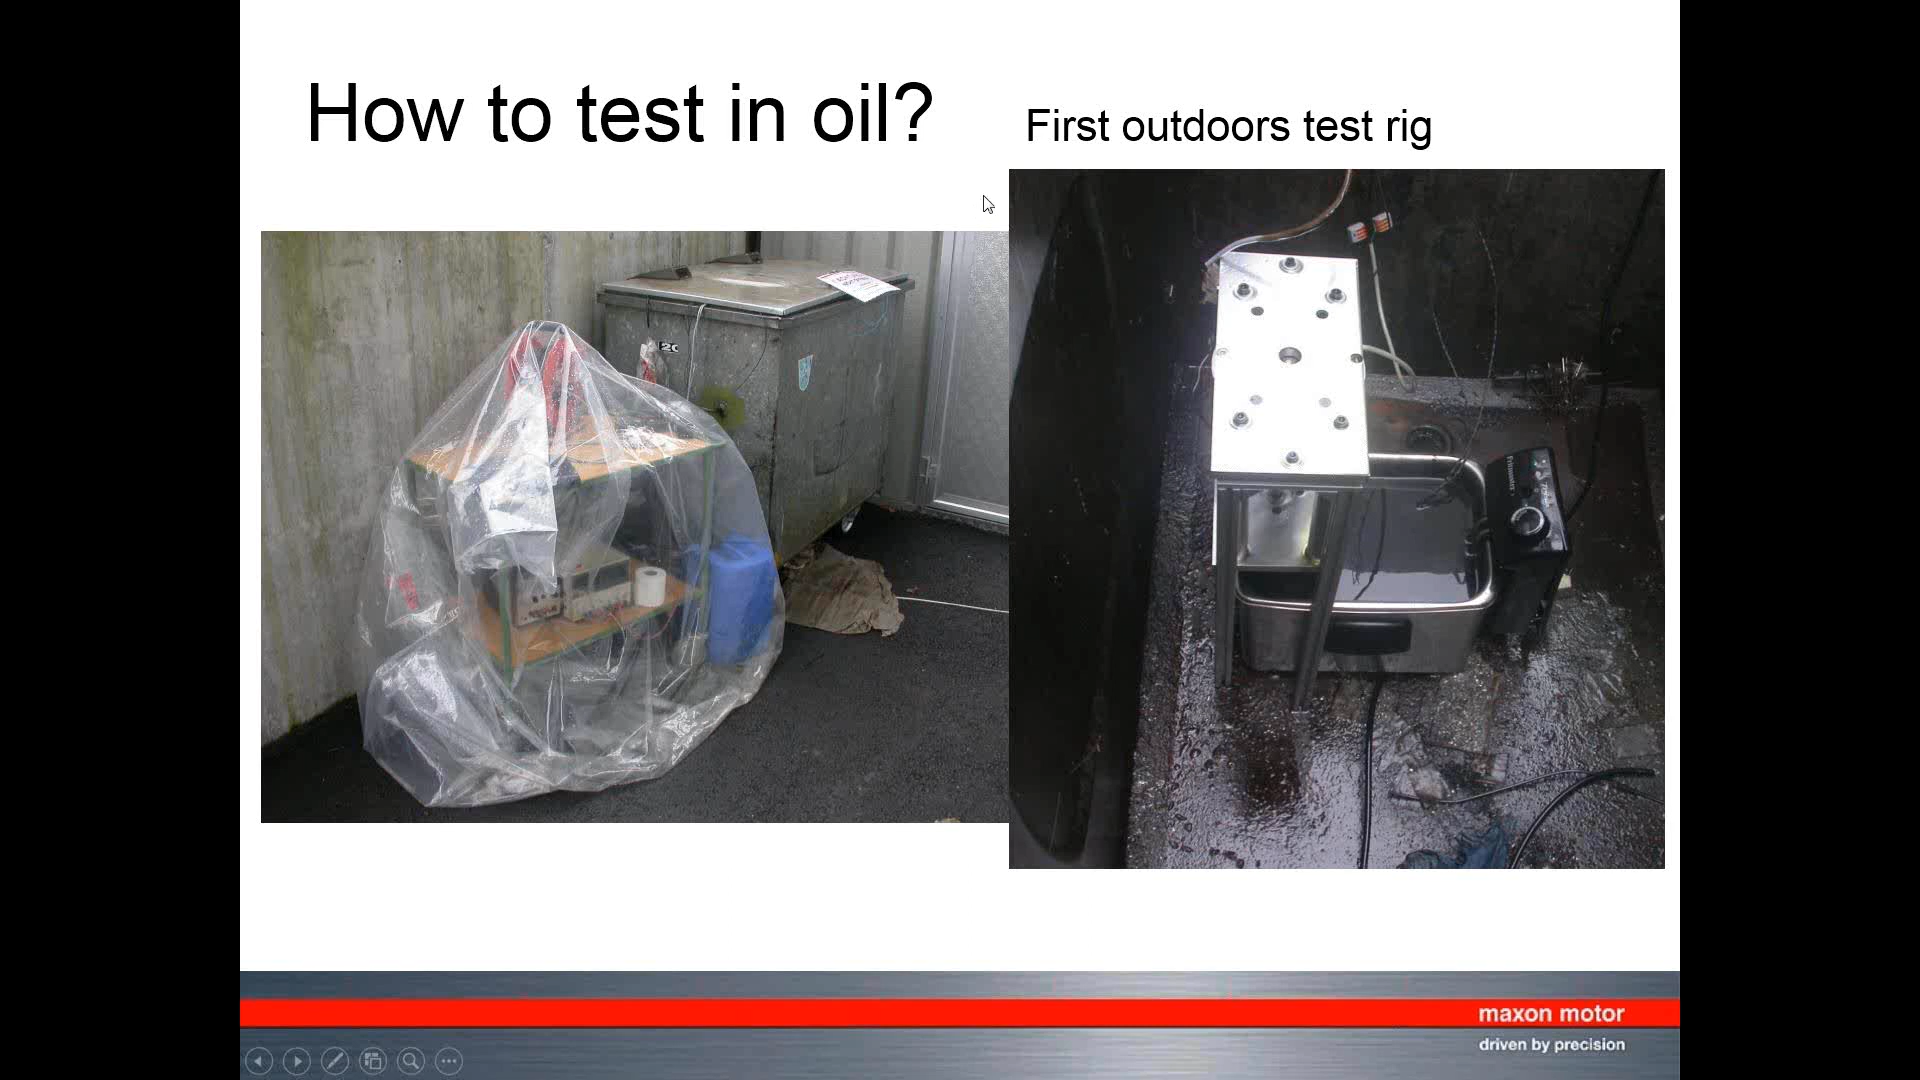 How to test in oil?
First outdoors test rig
maxon motor
driven by precision